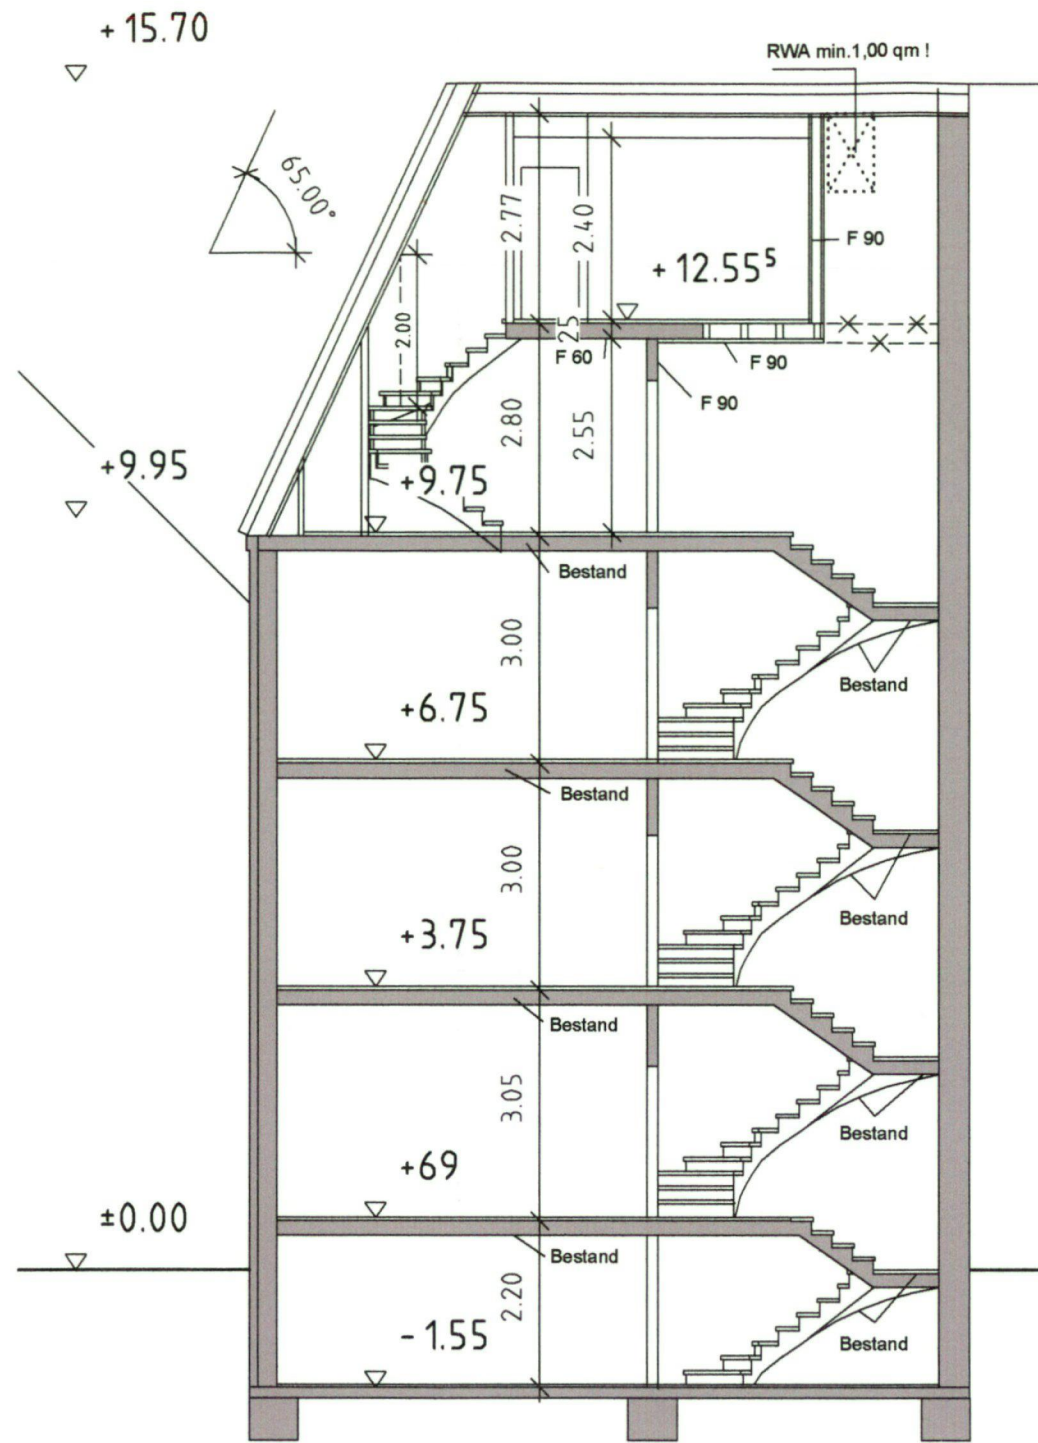 + 15.70
RWA min.1,00 qm !
65.00°
2.77
2.40
F 90
+ 12.55⁵
2.00
25
F 60
F 90
F 90
2.80
2.55
+9.95
+9.75
Bestand
3.00
Bestand
+6.75
Bestand
3.00
Bestand
+3.75
Bestand
3.05
Bestand
+69
±0.00
Bestand
2.20
Bestand
- 1.55